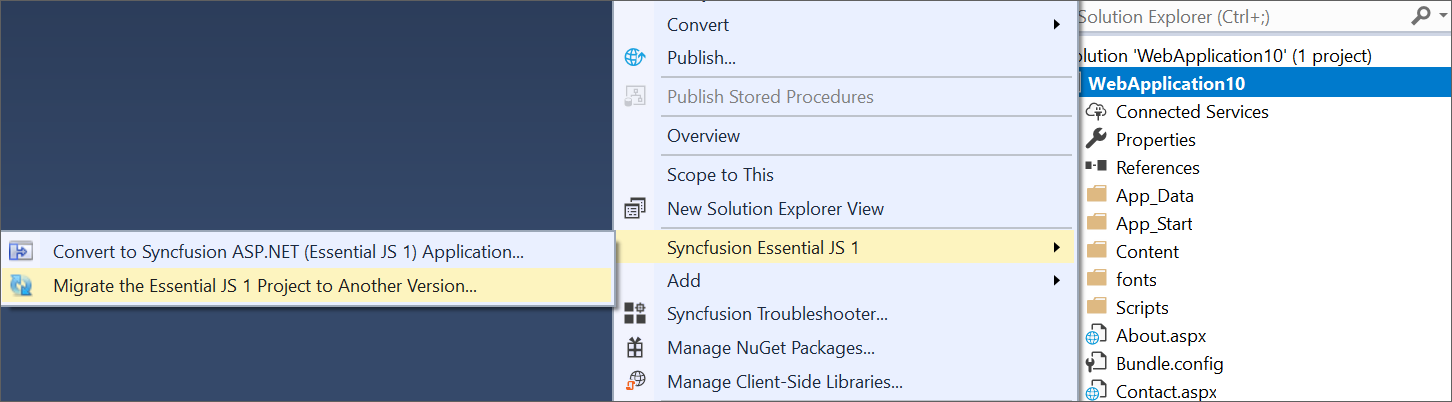 Convert
Publish...
Publish Stored Procedures
Overview
Scope to This
New Solution Explorer View
Syncfusion Essential JS 1
Add
Syncfusion Troubleshooter...
Manage NuGet Packages...
Manage Client-Side Libraries...
Convert to Syncfusion ASP.NET (Essential JS 1) Application...
Migrate the Essential JS 1 Project to Another Version...
Solution Explorer (Ctrl+;)
olution 'WebApplication10' (1 project)
WebApplication10
Connected Services
Properties
References
App_Data
App_Start
Content
fonts
Scripts
About.aspx
Bundle.config
Contact.aspx